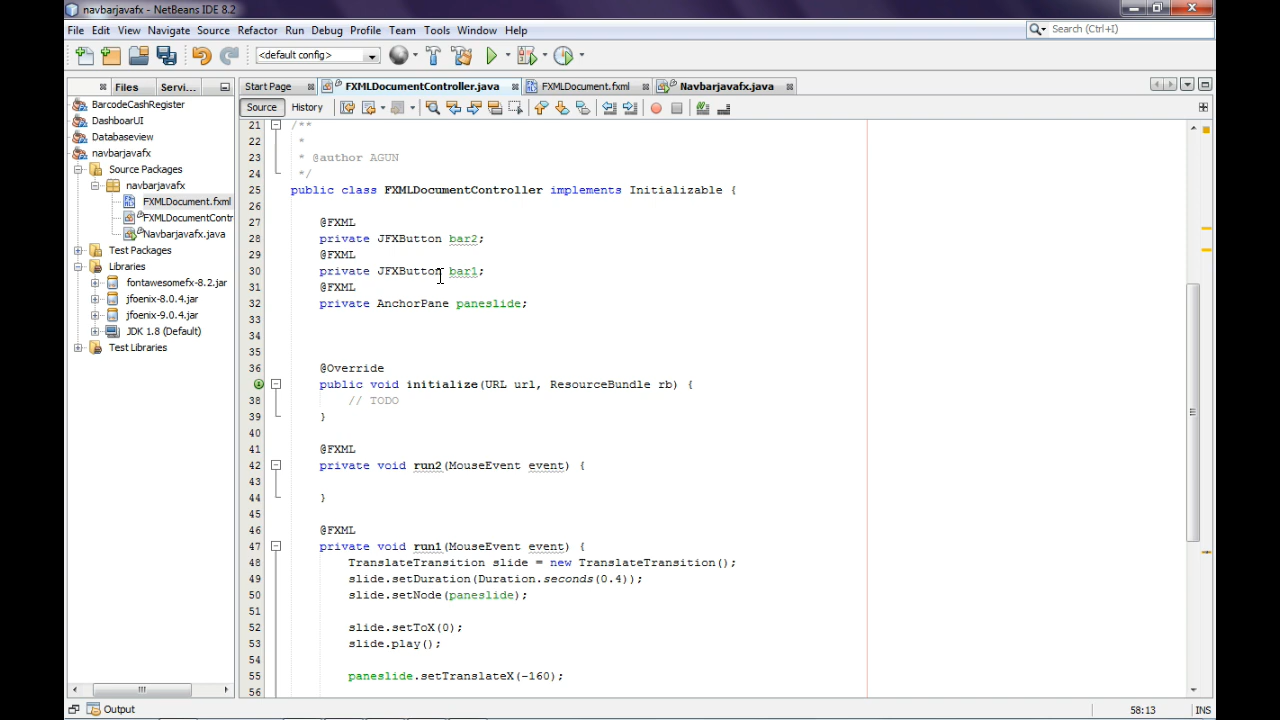 navbarjavafx - NetBeans IDE 8.2
File Edit View Navigate Source Refactor Run Debug Profile Team Tools Window Help
Search (Ctrl+I)
<default config>
Files Servi...
Start Page FXMLDocumentController.java FXMLDocument.fxml Navbarjavafx.java
Source History
BarcodeCashRegister
DashboarUI
Databaseview
navbarjavafx
Source Packages
navbarjavafx
FXMLDocument.fxml
FXMLDocumentContr
Navbarjavafx.java
Test Packages
Libraries
fontawesomefx-8.2.jar
jfoenix-8.0.4.jar
jfoenix-9.0.4.jar
JDK 1.8 (Default)
Test Libraries
21 /**
22 *
23 * @author AGUN
24 */
25 public class FXMLDocumentController implements Initializable {
26
27 @FXML
28 private JFXButton bar2;
29 @FXML
30 private JFXButton bar1;
31 @FXML
32 private AnchorPane paneslide;
33
34
35
36 @Override
384 public void initialize(URL url, ResourceBundle rb) {
38 // TODO
39 }
40
41 @FXML
42 private void run2(MouseEvent event) {
43
44 }
45
46 @FXML
47 private void run1(MouseEvent event) {
48 TranslateTransition slide = new TranslateTransition();
49 slide.setDuration(Duration.seconds(0.4));
50 slide.setNode(paneslide);
51
52 slide.setToX(0);
53 slide.play();
54
55 paneslide.setTranslateX(-160);
56
Output
58:13 INS